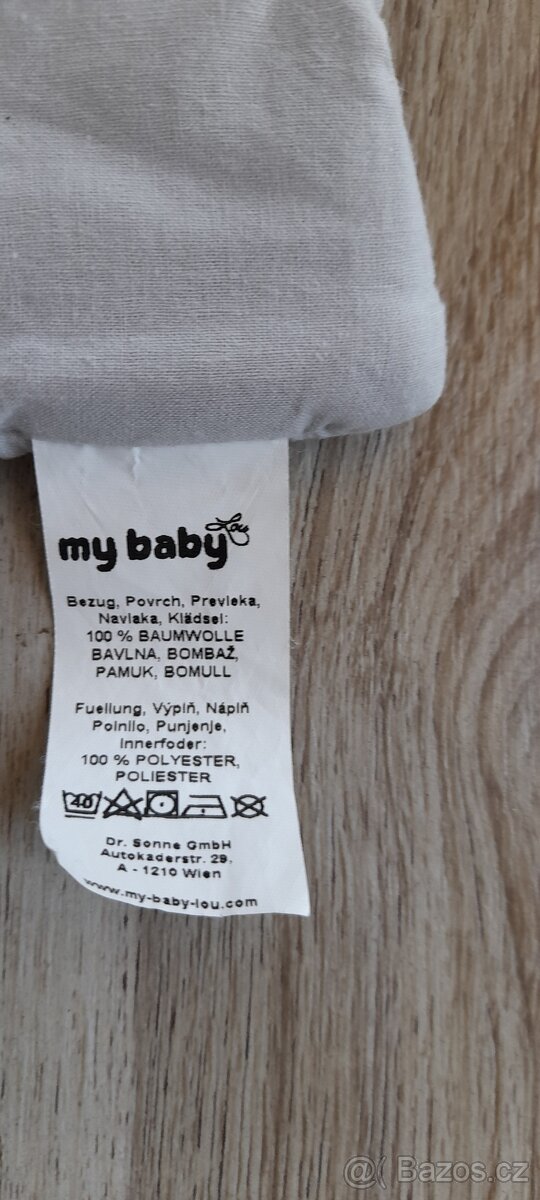 my baby Lou
Bezug, Povrch, Prevleka,
Navlaka, Klädsel:
100 % BAUMWOLLE
BAVLNA, BOMBAŽ,
PAMUK, BOMULL
Fuellung, Výplň, Náplň
Polnilo, Punjenje,
Innerfoder:
100 % POLYESTER,
POLIESTER
40
Dr. Sonne GmbH
Autokaderstr. 29,
A - 1210 Wien
www.my-baby-lou.com
@( Bazos.cz